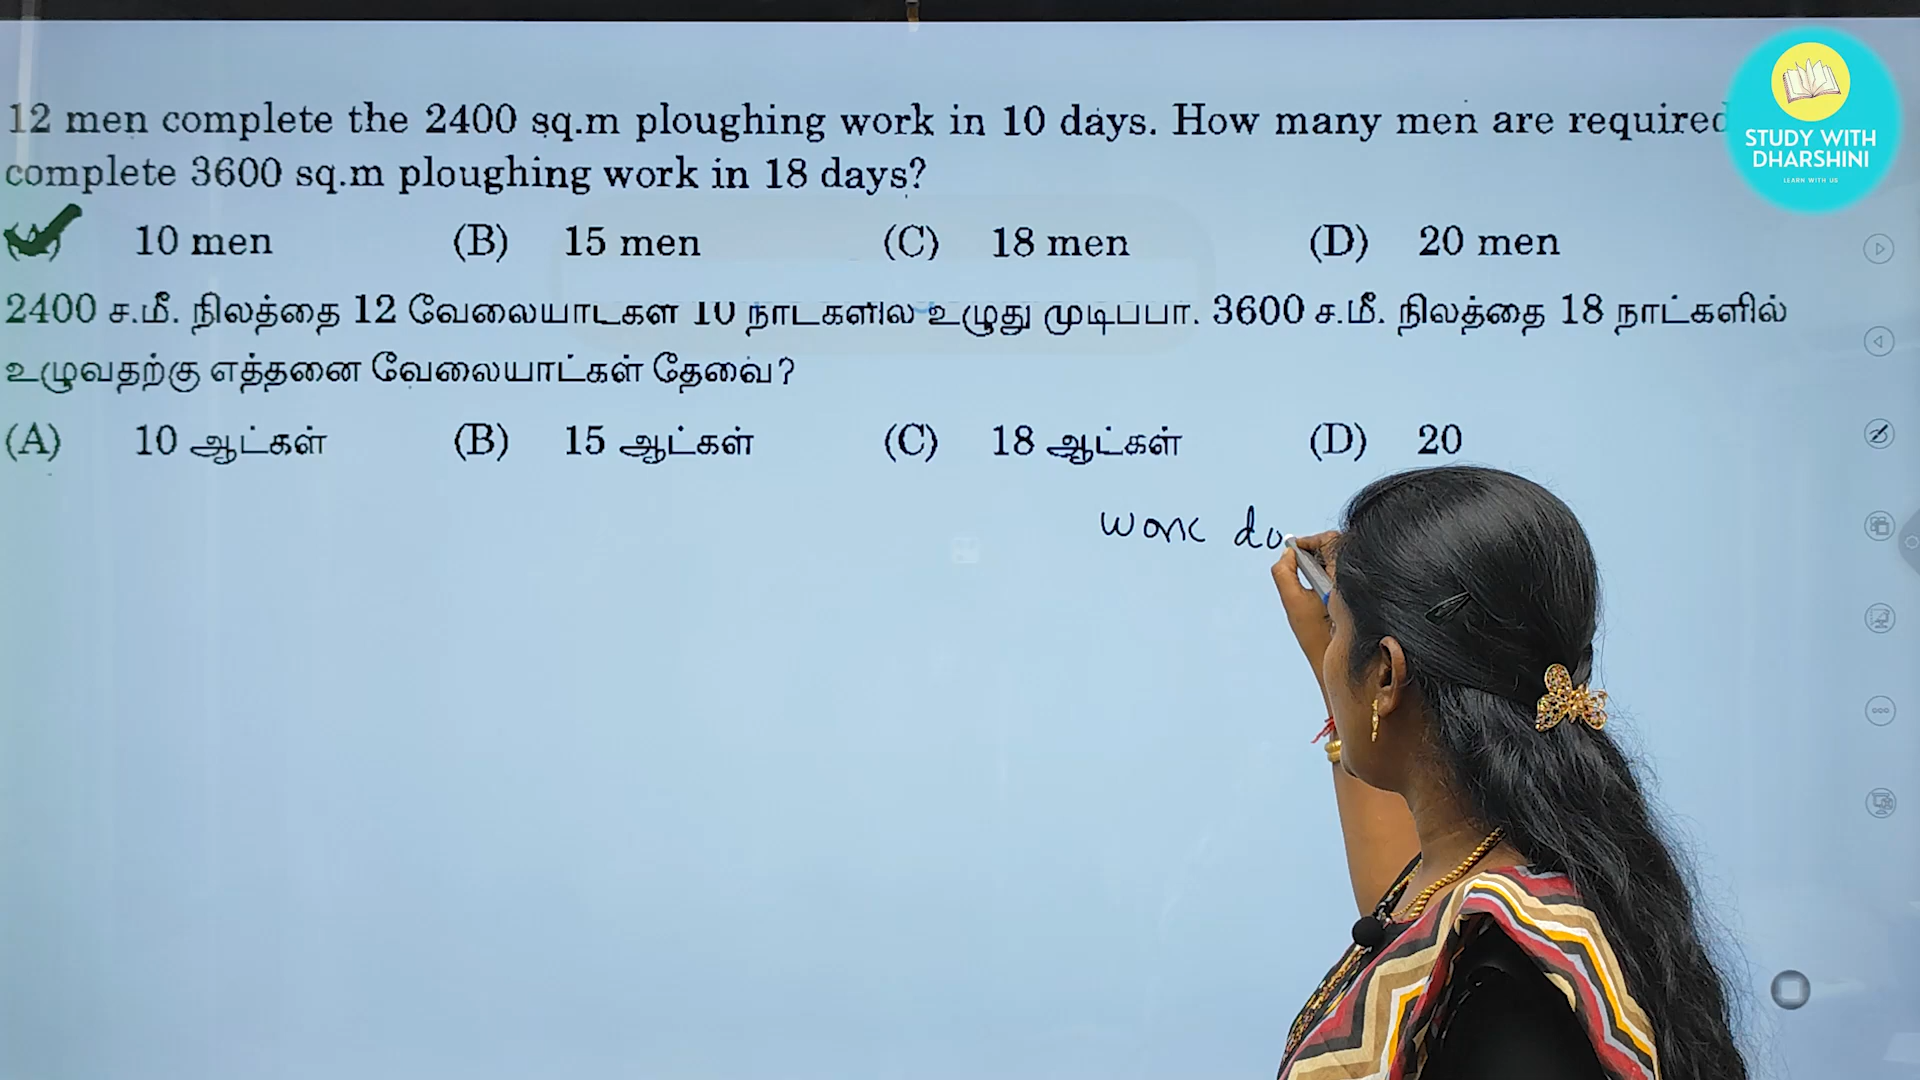 12 men complete the 2400 sq.m ploughing work in 10 days. How many men are required
complete 3600 sq.m ploughing work in 18 days?
(A) 10 men (B) 15 men (C) 18 men (D) 20 men
2400 ச.மீ. நிலத்தை 12 வேலையாட்கள் 10 நாட்களில் உழுது முடிப்பர். 3600 ச.மீ. நிலத்தை 18 நாட்களில்
உழுவதற்கு எத்தனை வேலையாட்கள் தேவை?
(A) 10 ஆட்கள் (B) 15 ஆட்கள் (C) 18 ஆட்கள் (D) 20
work do
STUDY WITH
DHARSHINI
LEARN WITH US